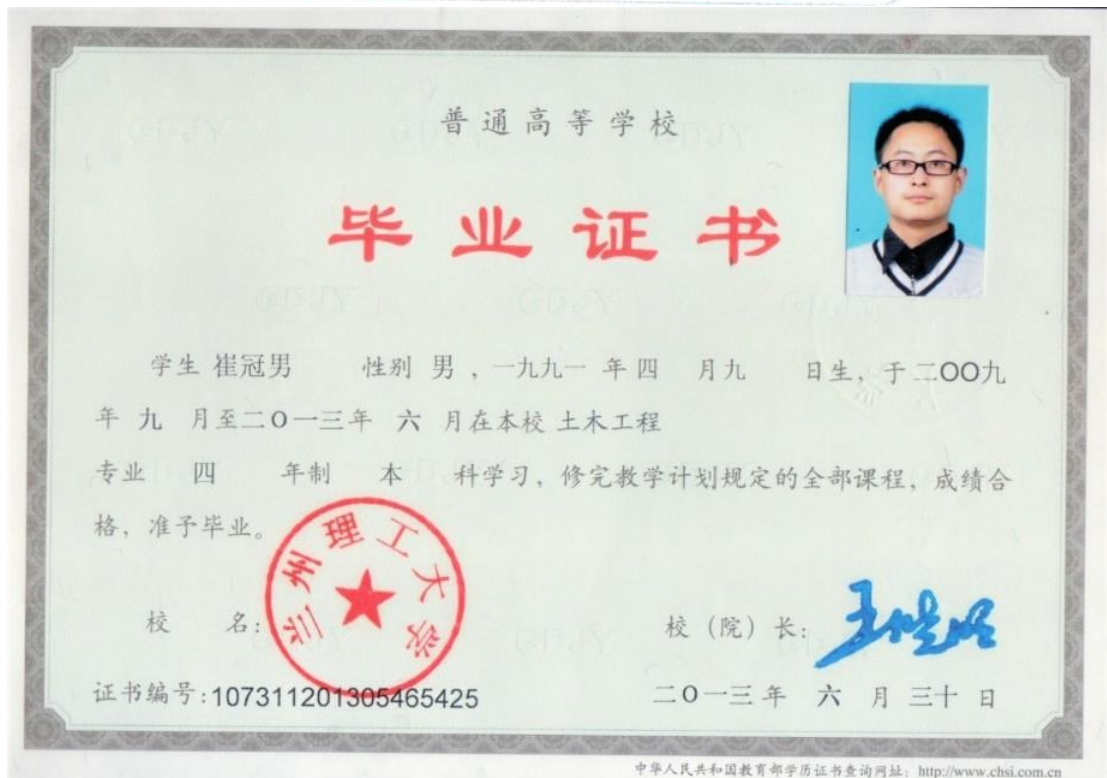 普通高等学校
毕业证书
学生 崔冠男 性别 男 ，一九九一 年 四 月 九 日生，于 二OO九
年 九 月至二O一三年 六 月在本校 土木工程
专业 四 年制 本 科学习，修完教学计划规定的全部课程，成绩合
格，准予毕业。
兰州理工大学
校 名：
校（院）长：
证书编号：107311201305465425
二O一三年 六 月 三十 日
中华人民共和国教育部学历证书查询网址：http://www.chsi.com.cn